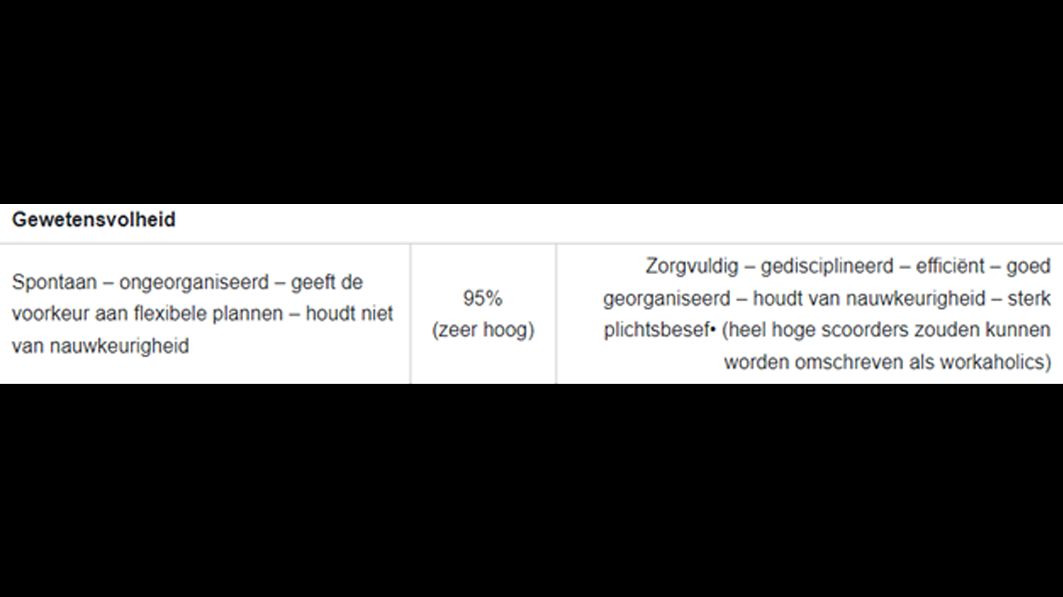 Gewetensvolheid
Spontaan – ongeorganiseerd – geeft de
voorkeur aan flexibele plannen – houdt niet
van nauwkeurigheid
95%
(zeer hoog)
Zorgvuldig – gedisciplineerd – efficiënt – goed
georganiseerd – houdt van nauwkeurigheid – sterk
plichtsbesef• (heel hoge scoorders zouden kunnen
worden omschreven als workaholics)